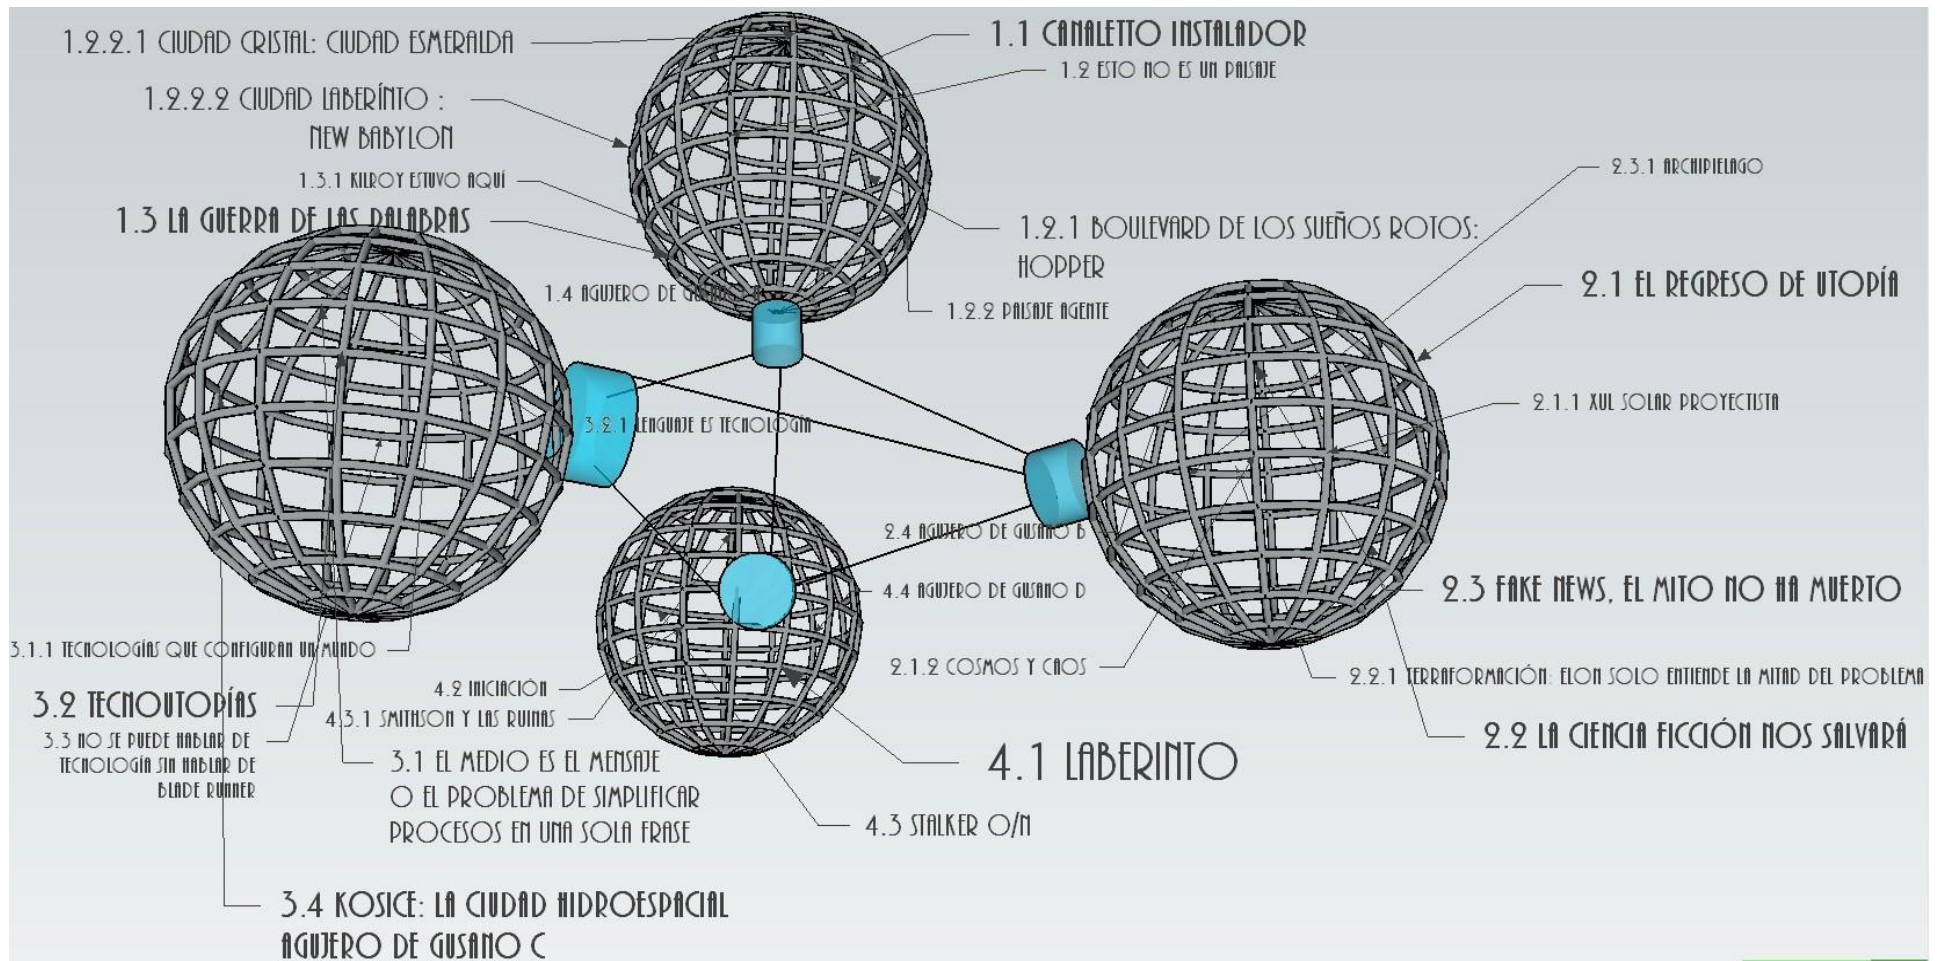 1.2.2.1 CIUDAD CRISTAL: CIUDAD ESMERALDA
1.1 CANALETTO INSTALADOR
1.2 ESTO NO ES UN PAISAJE
1.2.2.2 CIUDAD LABERÍNTO :
NEW BABYLON
1.3.1 KILROY ESTUVO AQUÍ
1.3 LA GUERRA DE LAS PALABRAS
2.3.1 ARCHIPIELAGO
1.2.1 BOULEVARD DE LOS SUEÑOS ROTOS:
HOPPER
1.4 AGUJERO DE GUSANO
1.2.2 PAISAJE AGENTE
2.1 EL REGRESO DE UTOPÍA
2.1.1 XUL SOLAR PROYECTISTA
3.2.1 LENGUAJE ES TECNOLOGÍA
2.4 AGUJERO DE GUSANO B
4.4 AGUJERO DE GUSANO D
2.3 FAKE NEWS, EL MITO NO HA MUERTO
3.1.1 TECNOLOGÍAS QUE CONFIGURAN UN MUNDO
2.1.2 COSMOS Y CAOS
2.2.1 TERRAFORMACIÓN: ELON SOLO ENTIENDE LA MITAD DEL PROBLEMA
4.2 INICIACIÓN
3.2 TECNOUTOPÍAS
4.3.1 SMITHSON Y LAS RUINAS
3.3 NO SE PUEDE HABLAR DE
TECNOLOGÍA SIN HABLAR DE
BLADE RUNNER
2.2 LA CIENCIA FICCIÓN NOS SALVARÁ
3.1 EL MEDIO ES EL MENSAJE
O EL PROBLEMA DE SIMPLIFICAR
PROCESOS EN UNA SOLA FRASE
4.1 LABERINTO
4.3 STALKER O/N
3.4 KOSICE: LA CIUDAD HIDROESPACIAL
AGUJERO DE GUSANO C